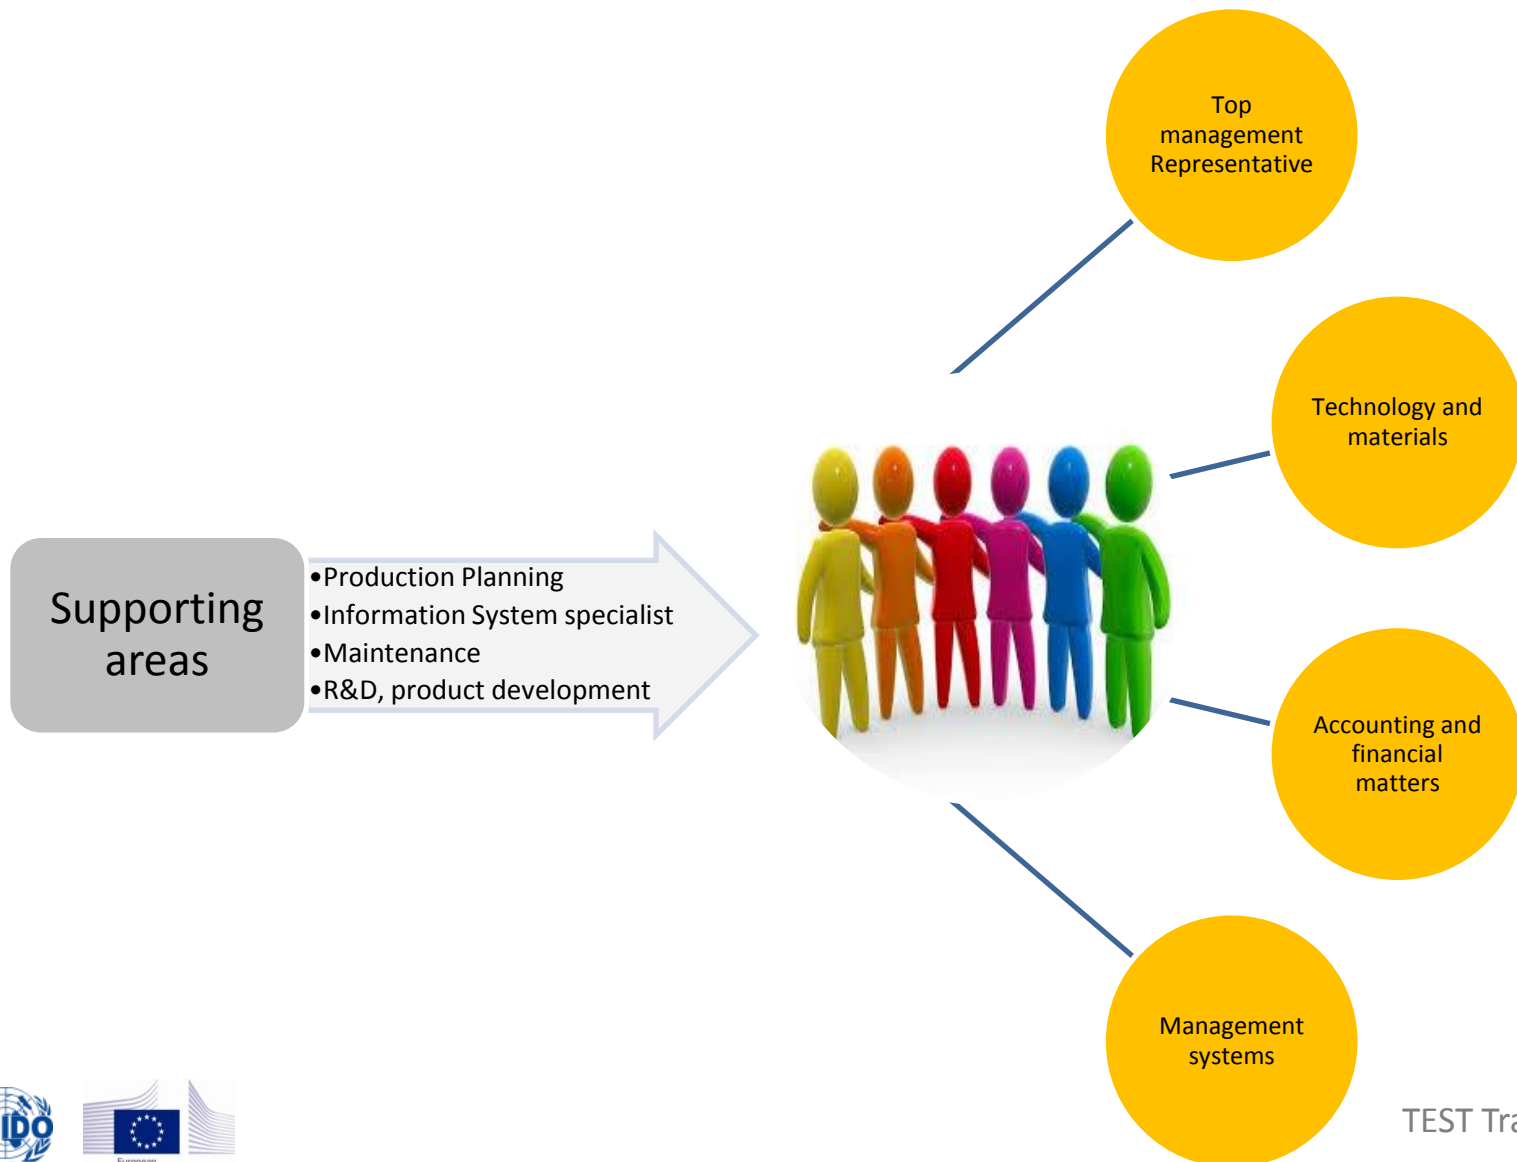 Top
management
Representative
Technology and
materials
Supporting
areas
•Production Planning
•Information System specialist
•Maintenance
•R&D, product development
Accounting and
financial
matters
Management
systems
IDO
European
TEST Tra